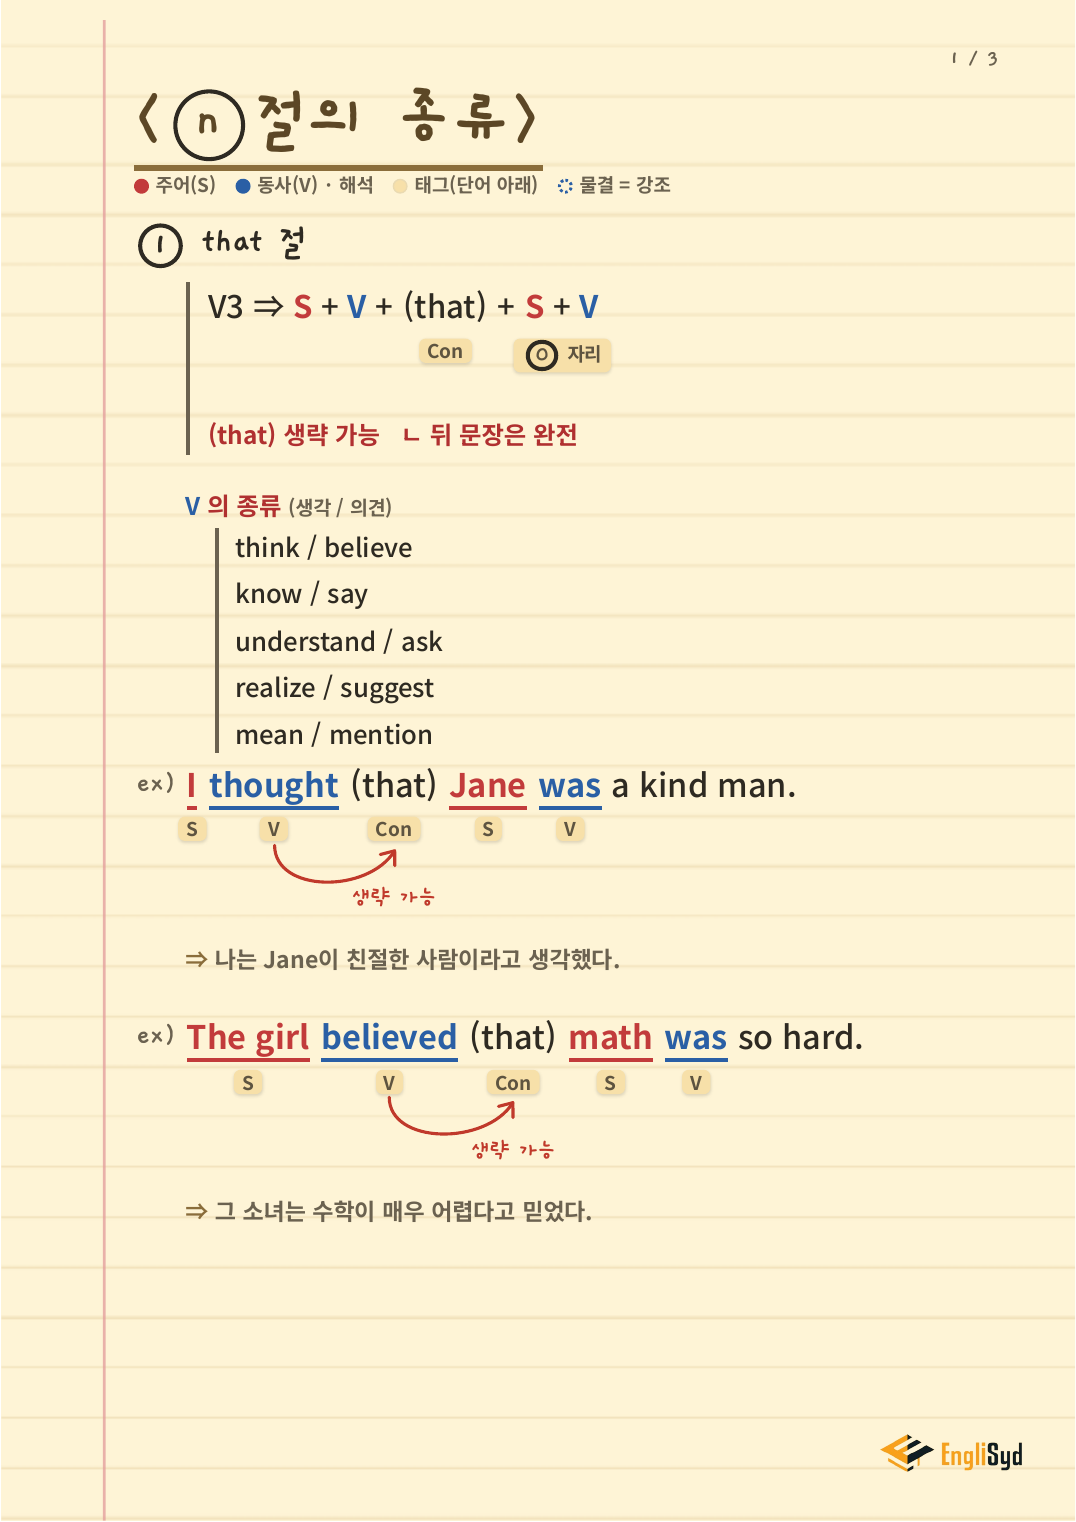 1 / 3
< n 절의 종류 >
주어(S) 동사(V) · 해석 태그(단어 아래) 물결 = 강조
1 that 절
V3 ⇒ S + V + (that) + S + V
Con O 자리
(that) 생략 가능 ㄴ 뒤 문장은 완전
V 의 종류 (생각 / 의견)
think / believe
know / say
understand / ask
realize / suggest
mean / mention
ex) I thought (that) Jane was a kind man.
S V Con S V
생략 가능
⇒ 나는 Jane이 친절한 사람이라고 생각했다.
ex) The girl believed (that) math was so hard.
S V Con S V
생략 가능
⇒ 그 소녀는 수학이 매우 어렵다고 믿었다.
EngliSyd